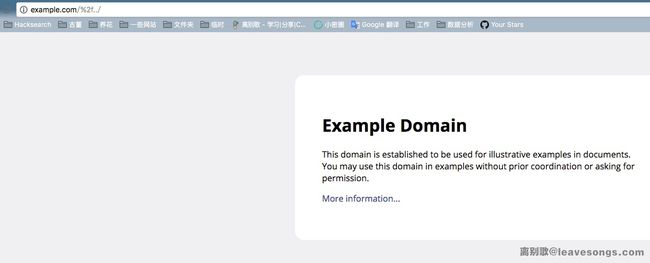 example.com/%2f../
Hacksearch 古董 养花 一些网站 文件夹 临时 离别歌 - 学习|分享|C... 小密圈 Google 翻译 工作 数据分析 Your Stars
Example Domain
This domain is established to be used for illustrative examples in documents.
You may use this domain in examples without prior coordination or asking for
permission.
More information...
离别歌@leavesongs.com